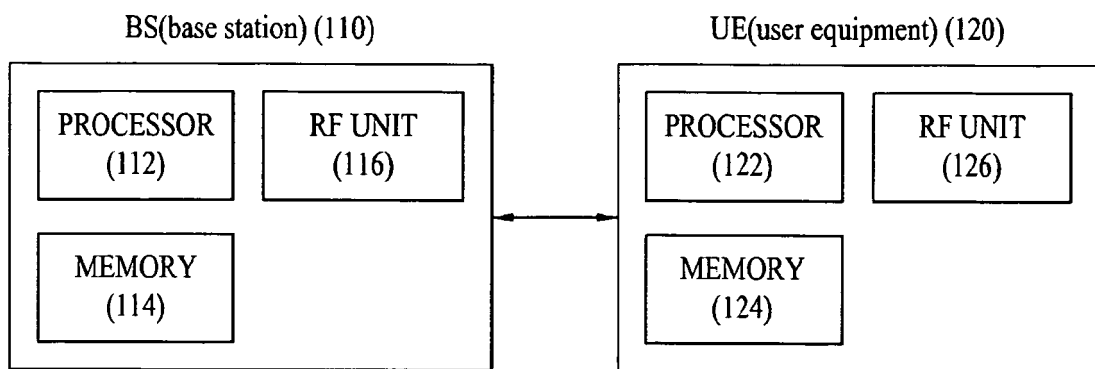 BS(base station) (110)
PROCESSOR
(112)
RF UNIT
(116)
MEMORY
(114)
UE(user equipment) (120)
PROCESSOR
(122)
RF UNIT
(126)
MEMORY
(124)